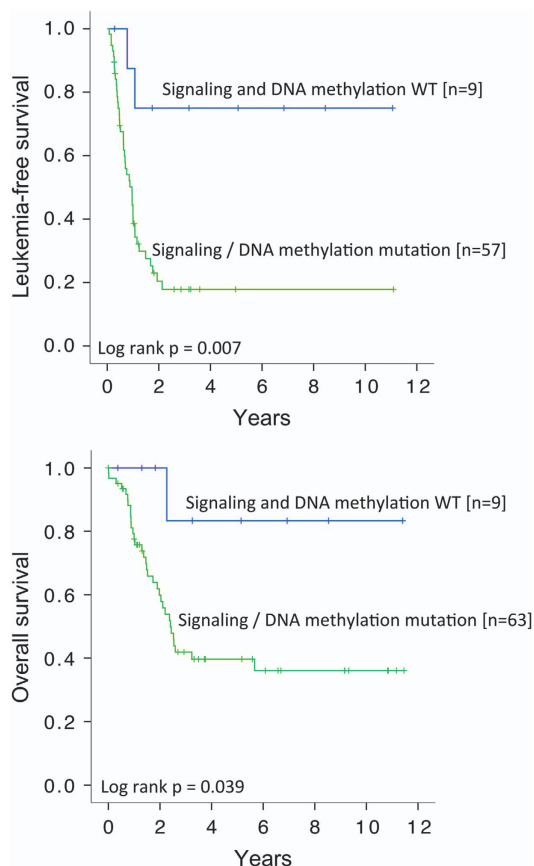 Leukemia-free survival
1.0
0.8
0.6
0.4
0.2
0.0
Signaling and DNA methylation WT [n=9]
Signaling / DNA methylation mutation [n=57]
Log rank p = 0.007
0 2 4 6 8 10 12
Years
Overall survival
1.0
0.8
0.6
0.4
0.2
0.0
Signaling and DNA methylation WT [n=9]
Signaling / DNA methylation mutation [n=63]
Log rank p = 0.039
0 2 4 6 8 10 12
Years